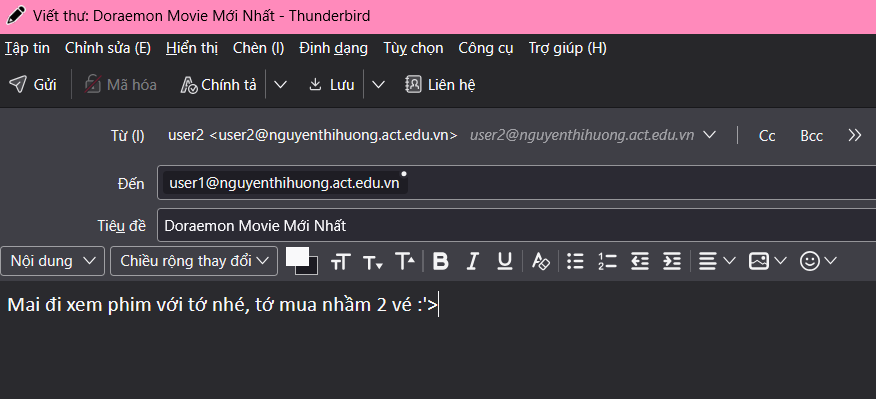 Viết thư: Doraemon Movie Mới Nhất - Thunderbird
Tập tin Chỉnh sửa (E) Hiển thị Chèn (I) Định dạng Tùy chọn Công cụ Trợ giúp (H)
Gửi Mã hóa Chính tả Lưu Liên hệ
Từ (I) user2 <user2@nguyenthihuong.act.edu.vn> user2@nguyenthihuong.act.edu.vn Cc Bcc
Đến user1@nguyenthihuong.act.edu.vn
Tiêu đề Doraemon Movie Mới Nhất
Nội dung Chiều rộng thay đổi
Mai đi xem phim với tớ nhé, tớ mua nhầm 2 vé :'>